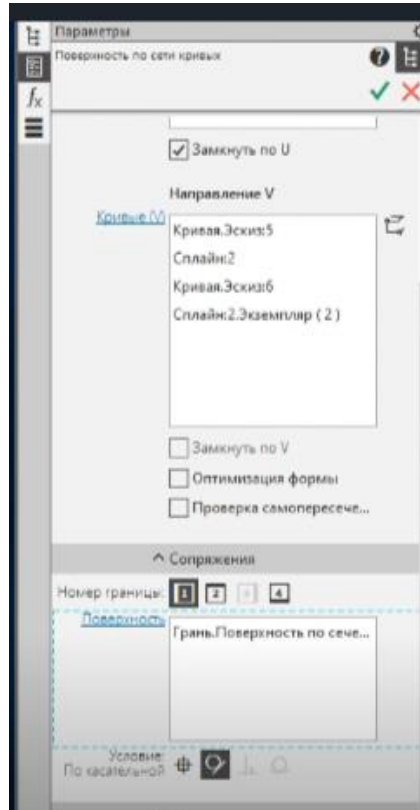 Параметры
Поверхность по сети кривых
?
fx
Замкнуть по U
Направление V
Кривые (V)
Кривая.Эскиз:5
Сплайн:2
Кривая.Эскиз:6
Сплайн:2.Экземпляр ( 2 )
Замкнуть по V
Оптимизация формы
Проверка самопересече...
Сопряжения
Номер границы: 1 2 3 4
Поверхность
Грань.Поверхность по сече...
Условие:
По касательной